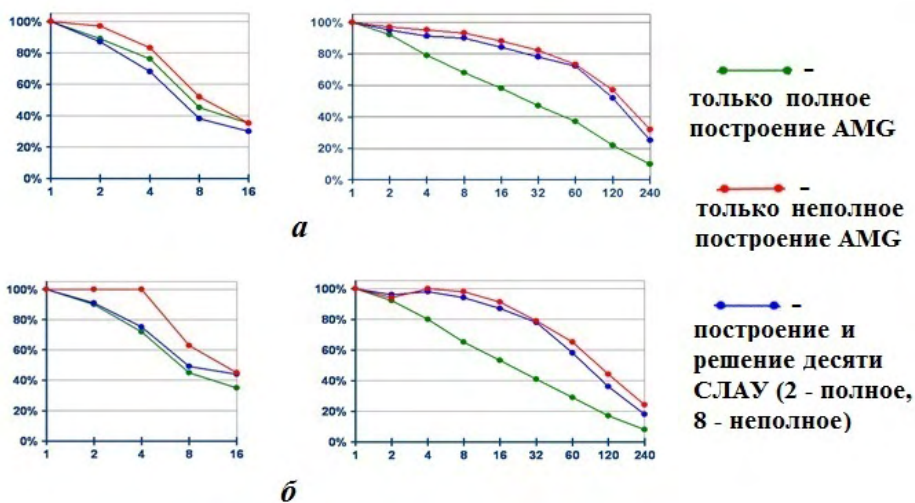 100%
80%
60%
40%
20%
0%
1 2 4 8 16
100%
80%
60%
40%
20%
0%
1 2 4 8 16 32 60 120 240
а
100%
80%
60%
40%
20%
0%
1 2 4 8 16
100%
80%
60%
40%
20%
0%
1 2 4 8 16 32 60 120 240
б
-
только полное
построение AMG
-
только неполное
построение AMG
-
построение и
решение десяти
СЛАУ (2 - полное,
8 - неполное)